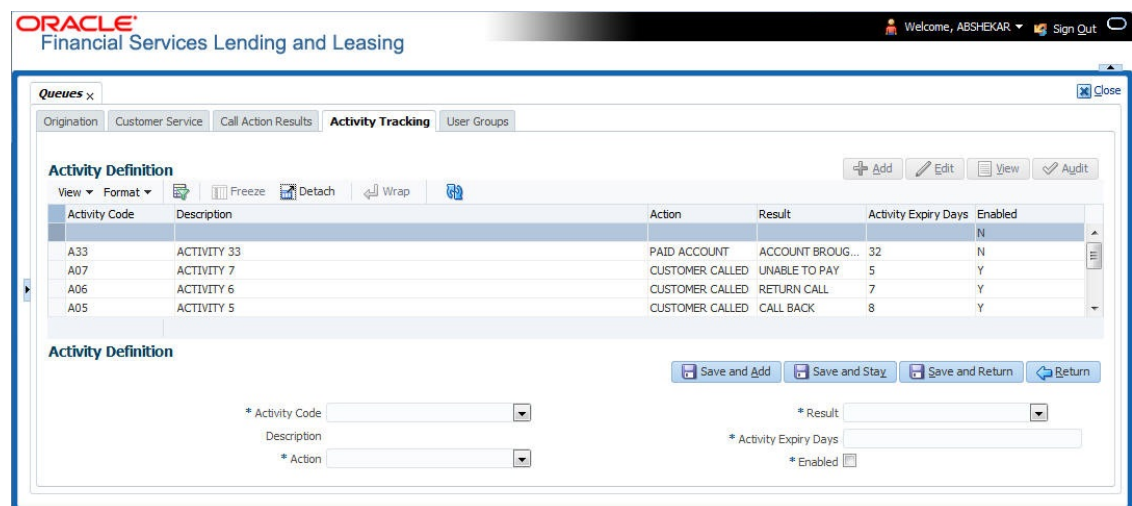 ORACLE
Welcome, ABSHEKAR Sign Out
Financial Services Lending and Leasing
Queues Close
Origination Customer Service Call Action Results Activity Tracking User Groups
Activity Definition
Add Edit View Audit
View Format Freeze Detach Wrap
Activity Code Description Action Result Activity Expiry Days Enabled
N
A33 ACTIVITY 33 PAID ACCOUNT ACCOUNT BROUG... 32 N
A07 ACTIVITY 7 CUSTOMER CALLED UNABLE TO PAY 5 Y
A06 ACTIVITY 6 CUSTOMER CALLED RETURN CALL 7 Y
A05 ACTIVITY 5 CUSTOMER CALLED CALL BACK 8 Y
Activity Definition
Save and Add Save and Stay Save and Return Return
* Activity Code * Result
Description * Activity Expiry Days
* Action * Enabled